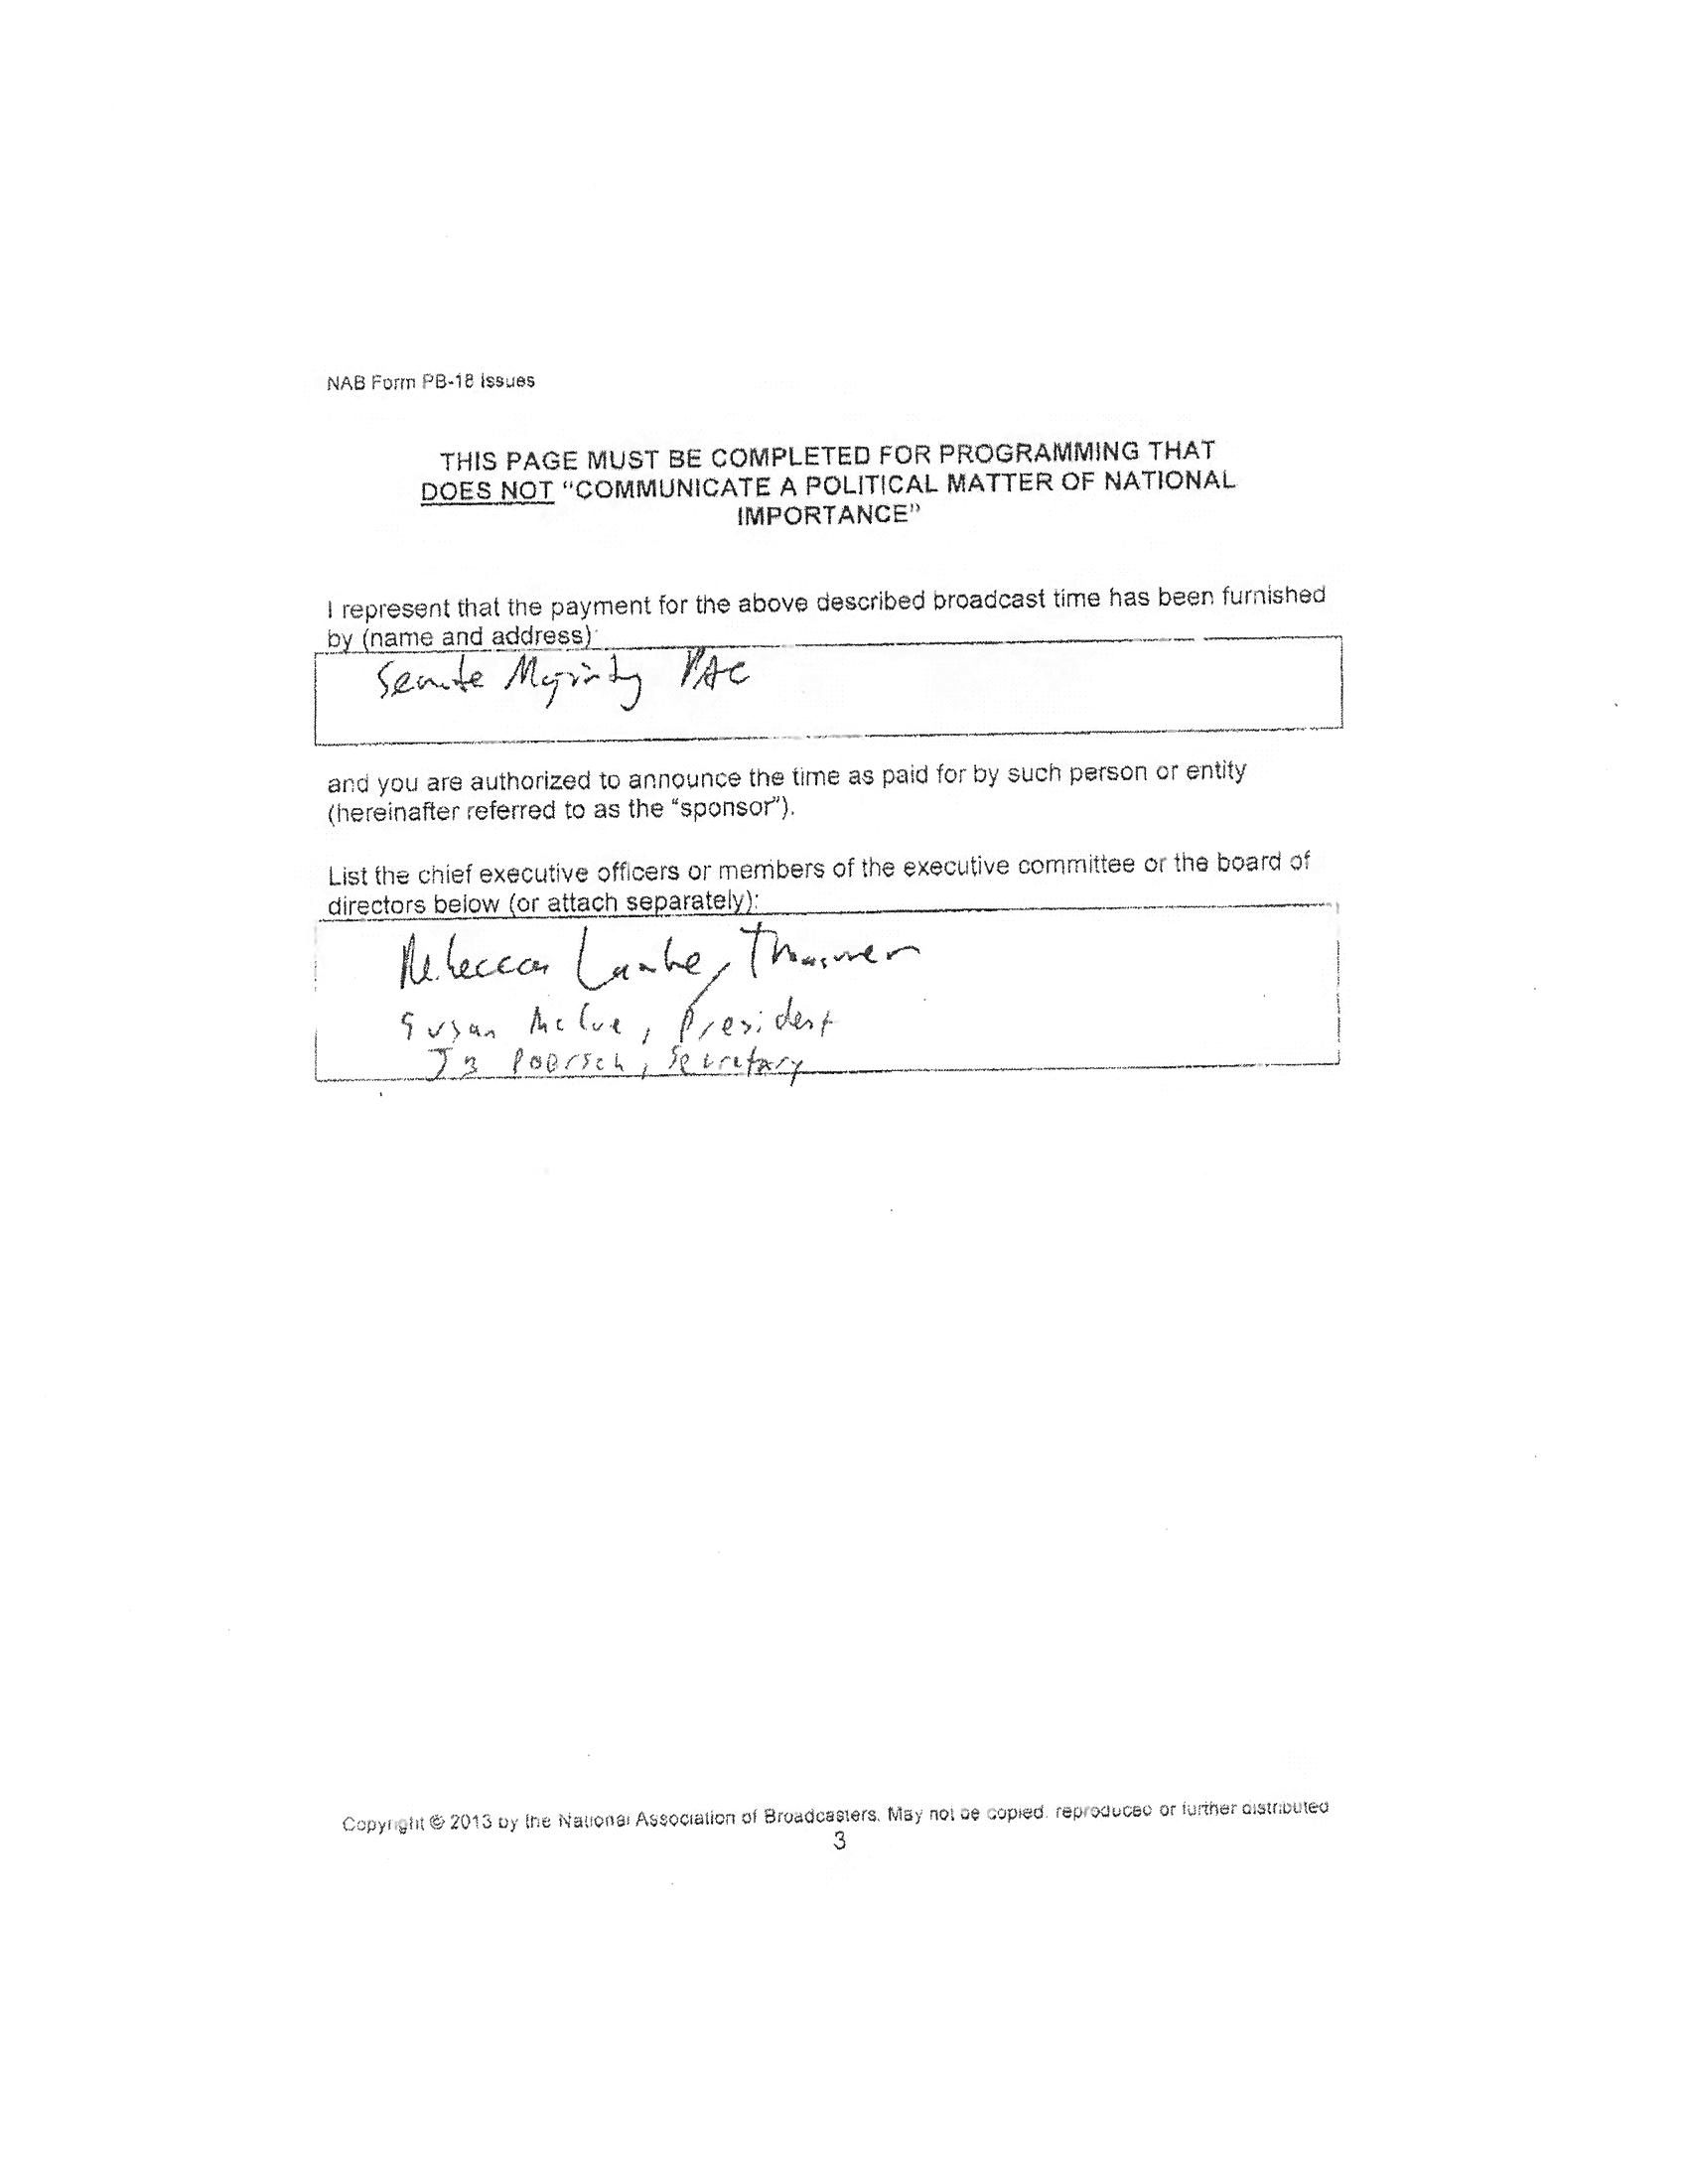 NAB Form PB-18 Issues
THIS PAGE MUST BE COMPLETED FOR PROGRAMMING THAT
DOES NOT "COMMUNICATE A POLITICAL MATTER OF NATIONAL
IMPORTANCE"
I represent that the payment for the above described broadcast time has been furnished
by (name and address):
Senate Majority PAC
and you are authorized to announce the time as paid for by such person or entity
(hereinafter referred to as the "sponsor").
List the chief executive officers or members of the executive committee or the board of
directors below (or attach separately):
Rebecca Lambe,
Susan McCue, President
JB Poersch, Secretary
Copyright © 2013 by the National Association of Broadcasters. May not be copied, reproduced or further distributed
3